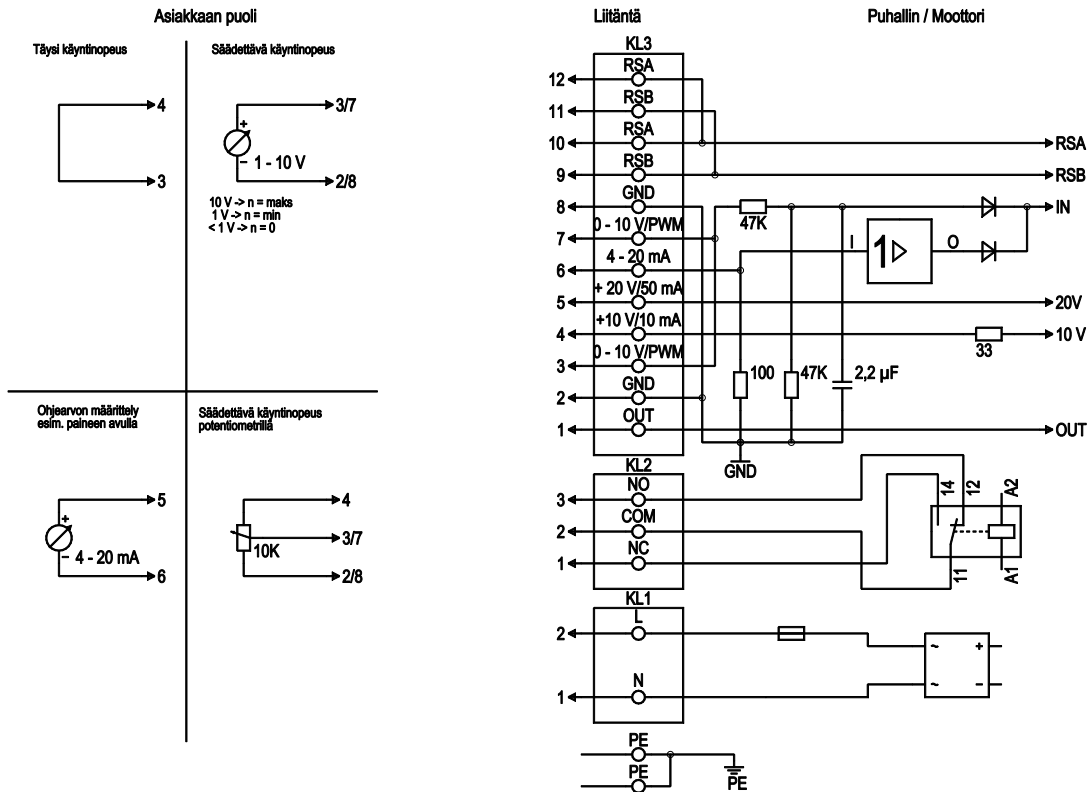 Asiakkaan puoli
Täysi käyntinopeus
4
3
Säädettävä käyntinopeus
3/7
+
- 1 - 10 V
2/8
10 V -> n = maks
1 V -> n = min
< 1 V -> n = 0
Ohjearvon määrittely
esim. paineen avulla
5
+
- 4 - 20 mA
6
Säädettävä käyntinopeus
potentiometrillä
4
3/7
10K
2/8
Liitäntä
Puhallin / Moottori
KL3
RSA
12
RSB
11
RSA
10
RSA
RSB
9
RSB
GND
8
IN
47K
0 - 10 V/PWM
7
I
1
O
4 - 20 mA
6
+ 20 V/50 mA
5
20V
+10 V/10 mA
4
33
10 V
0 - 10 V/PWM
3
100
47K
2,2 µF
GND
2
OUT
1
OUT
GND
KL2
NO
3
COM
2
NC
1
14
12
A2
11
A1
KL1
L
2
~
+
N
1
~
-
PE
PE
PE